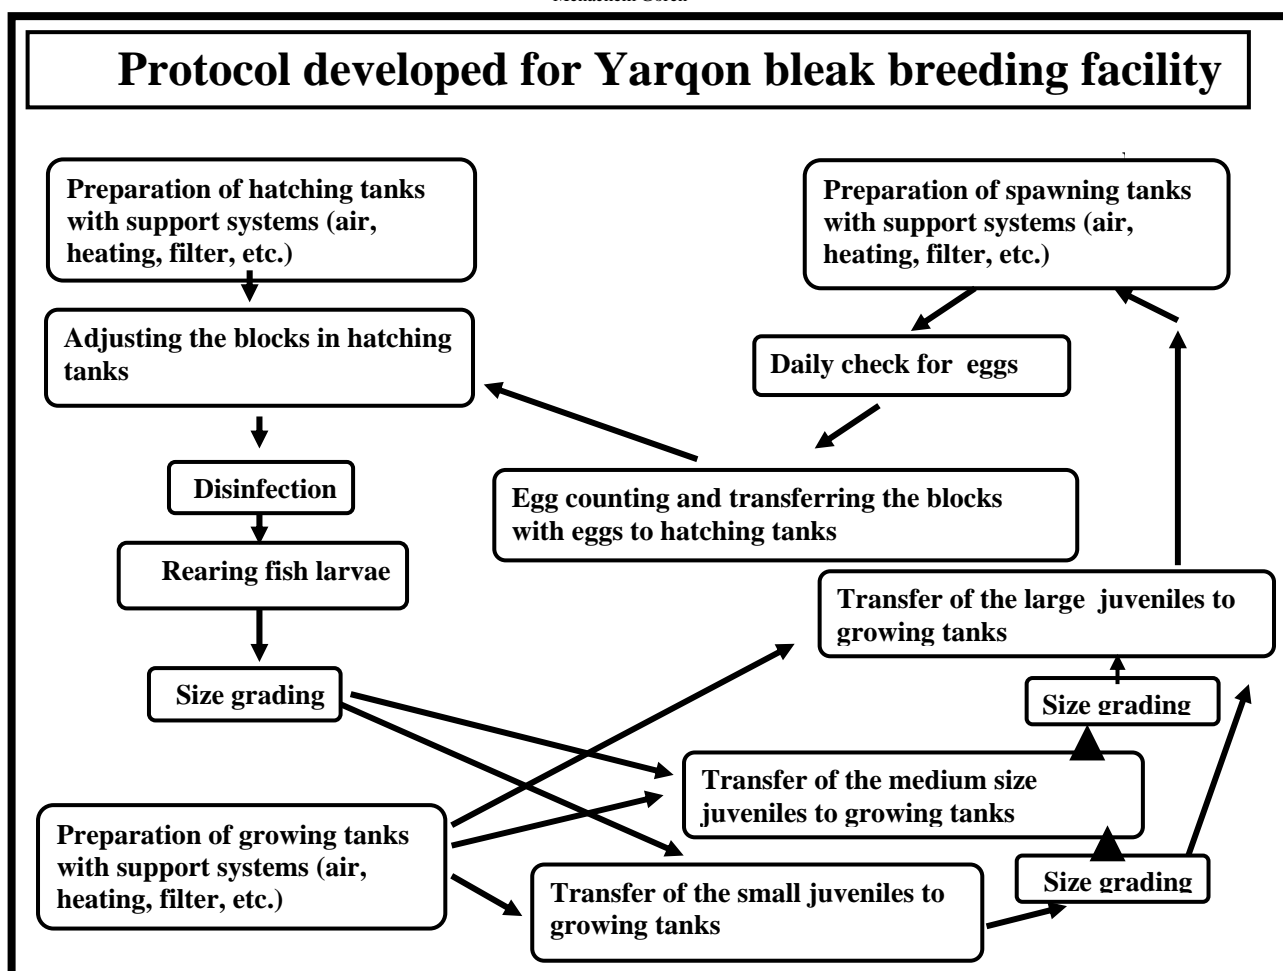 Protocol developed for Yarqon bleak breeding facility
Preparation of hatching tanks
with support systems (air,
heating, filter, etc.)
Preparation of spawning tanks
with support systems (air,
heating, filter, etc.)
Adjusting the blocks in hatching
tanks
Daily check for eggs
Disinfection
Egg counting and transferring the blocks
with eggs to hatching tanks
Rearing fish larvae
Transfer of the large juveniles to
growing tanks
Size grading
Size grading
Transfer of the medium size
juveniles to growing tanks
Preparation of growing tanks
with support systems (air,
heating, filter, etc.)
Size grading
Transfer of the small juveniles to
growing tanks